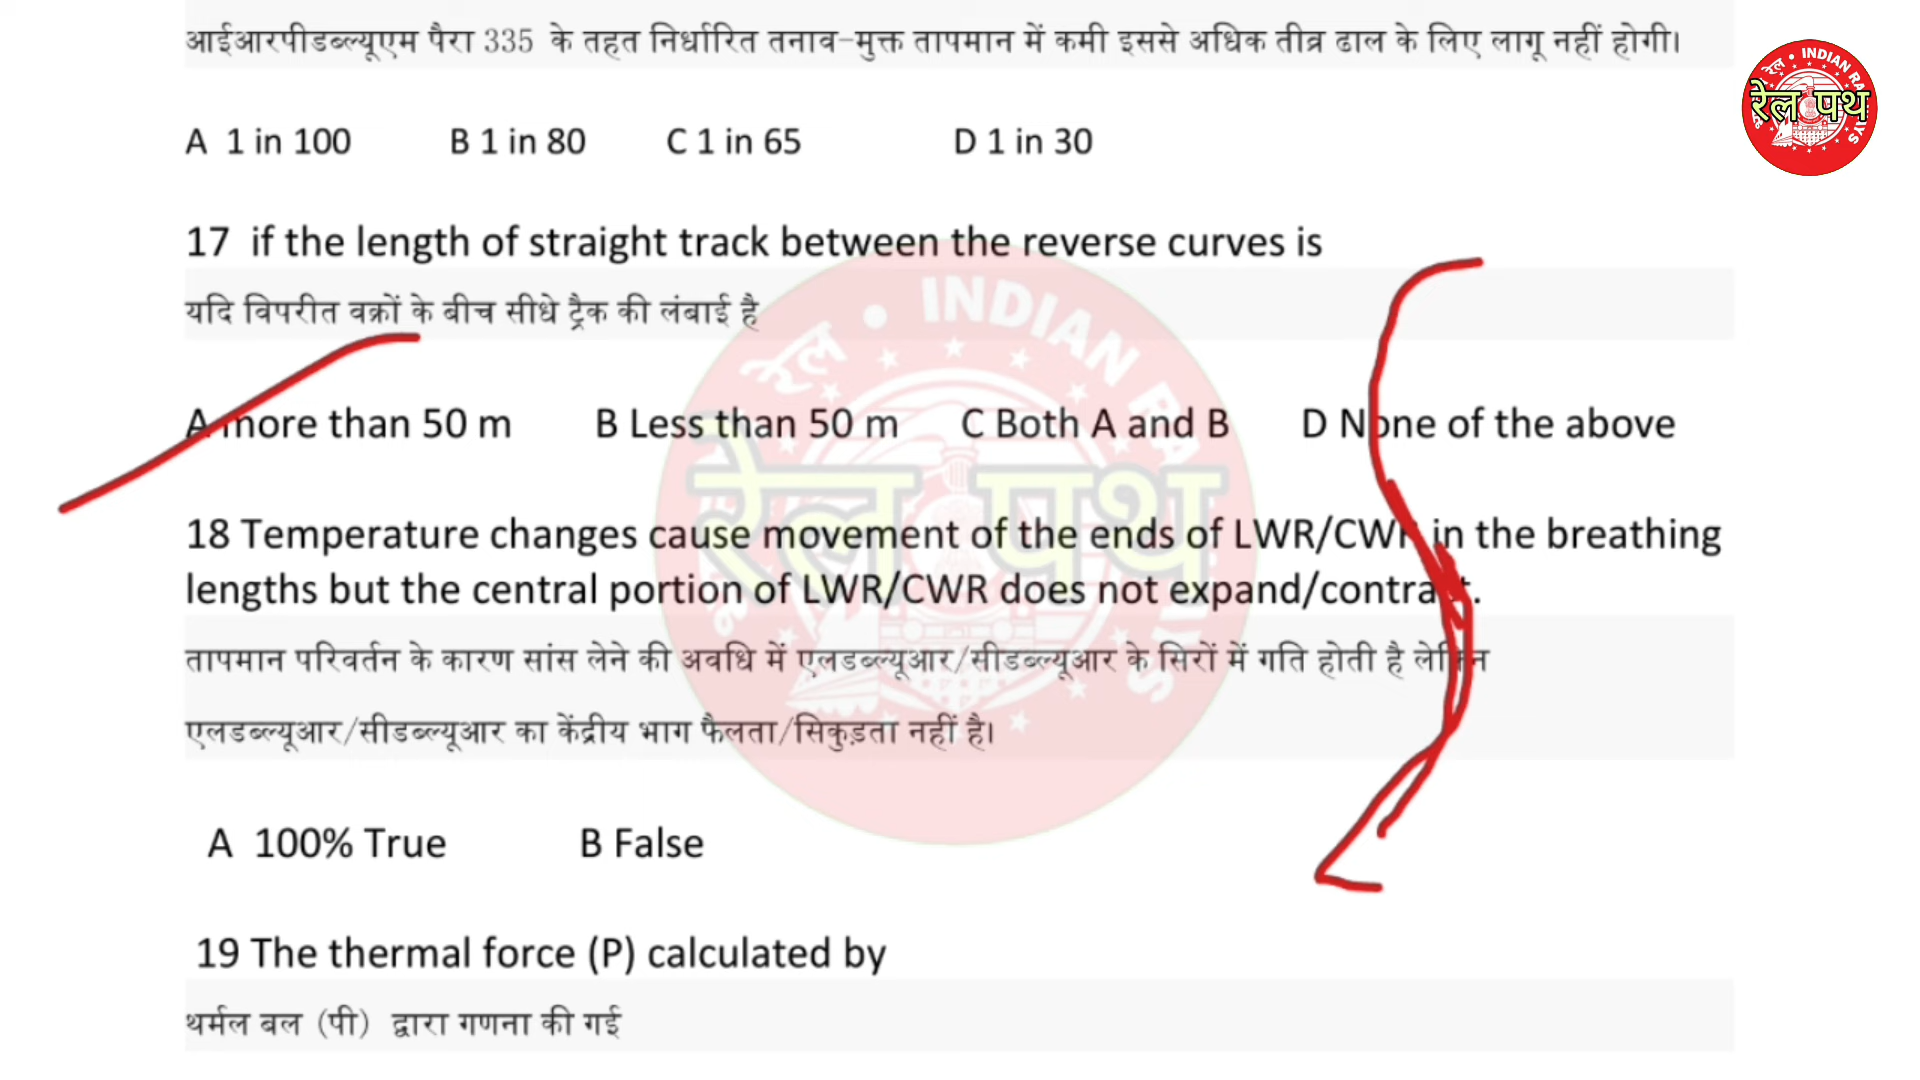 आईआरपीडब्ल्यूएम पैरा 335 के तहत निर्धारित तनाव-मुक्त तापमान में कमी इससे अधिक तीव्र ढाल के लिए लागू नहीं होगी।
A 1 in 100 B 1 in 80 C 1 in 65 D 1 in 30
INDIAN RAILWAYS
रेल पथ
17 if the length of straight track between the reverse curves is
यदि विपरीत वक्रों के बीच सीधे ट्रैक की लंबाई है
A more than 50 m B Less than 50 m C Both A and B D None of the above
18 Temperature changes cause movement of the ends of LWR/CWR in the breathing
lengths but the central portion of LWR/CWR does not expand/contract.
तापमान परिवर्तन के कारण सांस लेने की अवधि में एलडब्ल्यूआर/सीडब्ल्यूआर के सिरों में गति होती है लेकिन
एलडब्ल्यूआर/सीडब्ल्यूआर का केंद्रीय भाग फैलता/सिकुड़ता नहीं है।
A 100% True B False
19 The thermal force (P) calculated by
थर्मल बल (पी) द्वारा गणना की गई